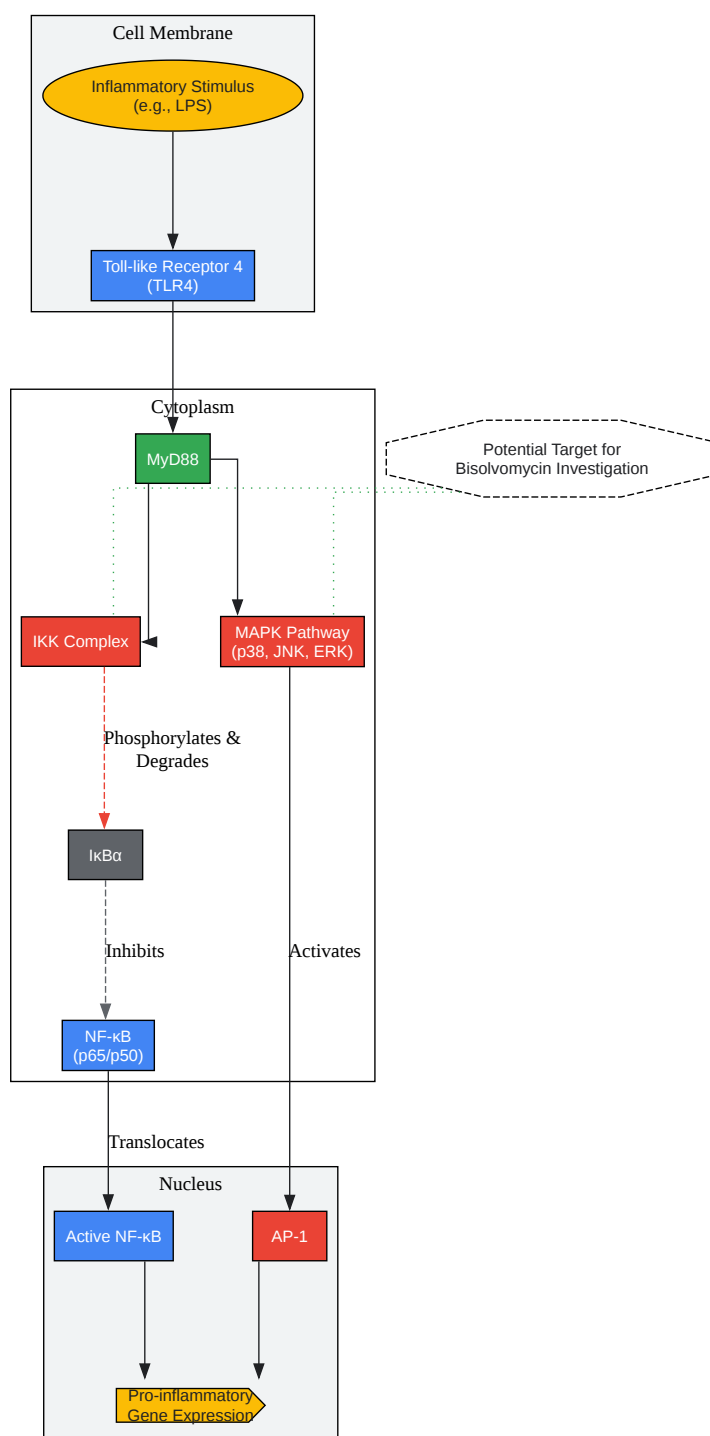 Cell Membrane
Inflammatory Stimulus
(e.g., LPS)
Toll-like Receptor 4
(TLR4)
Cytoplasm
MyD88
Potential Target for
Bisolvomycin Investigation
IKK Complex
MAPK Pathway
(p38, JNK, ERK)
Phosphorylates &
Degrades
IκBα
Inhibits
Activates
NF-κB
(p65/p50)
Translocates
Nucleus
Active NF-κB
AP-1
Pro-inflammatory
Gene Expression